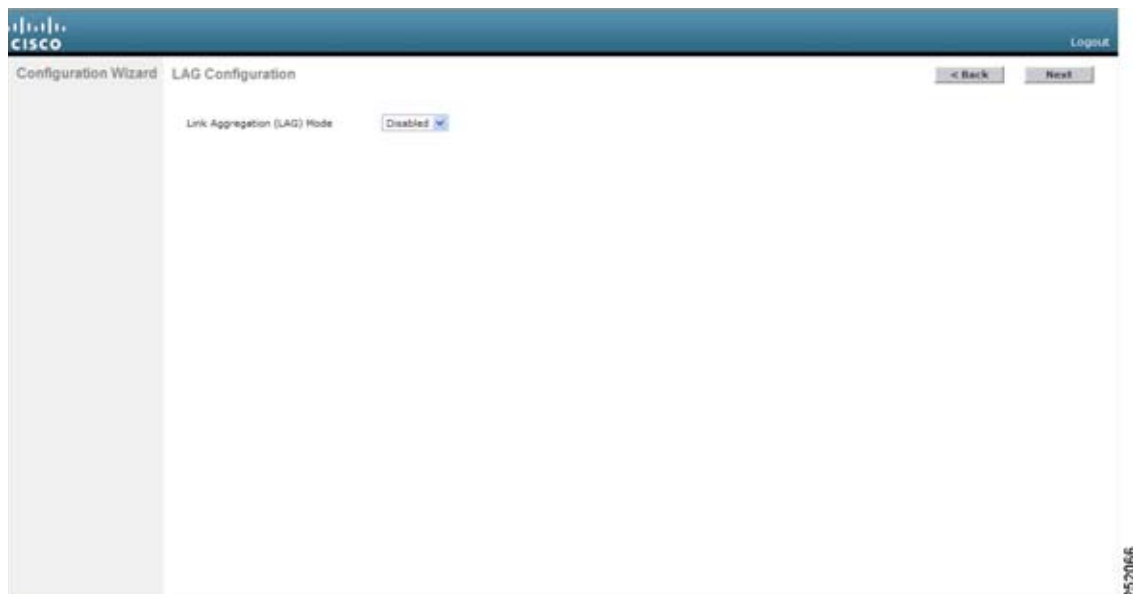 CISCO
Logout
Configuration Wizard
LAG Configuration
< Back
Next
Link Aggregation (LAG) Mode
Disabled
252066